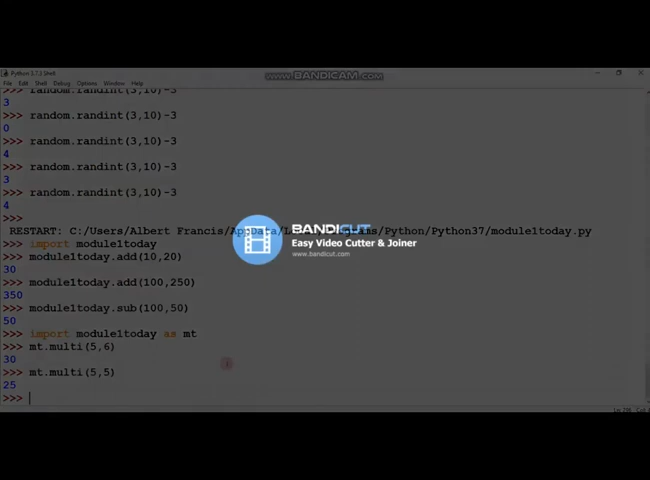 Python 3.7.3 Shell
www.BANDICAM.com
File Edit Shell Debug Options Window Help
>>> random.randint(3,10)-3
3
>>> random.randint(3,10)-3
0
>>> random.randint(3,10)-3
4
>>> random.randint(3,10)-3
3
>>> random.randint(3,10)-3
4
>>>
RESTART: C:/Users/Albert Francis/AppData/Local/Programs/Python/Python37/module1today.py
>>> import module1today
>>> module1today.add(10,20)
30
>>> module1today.add(100,250)
350
>>> module1today.sub(100,50)
50
>>> import module1today as mt
>>> mt.multi(5,6)
30
>>> mt.multi(5,5)
25
>>>
BANDICUT
Easy Video Cutter & Joiner
www.bandicut.com